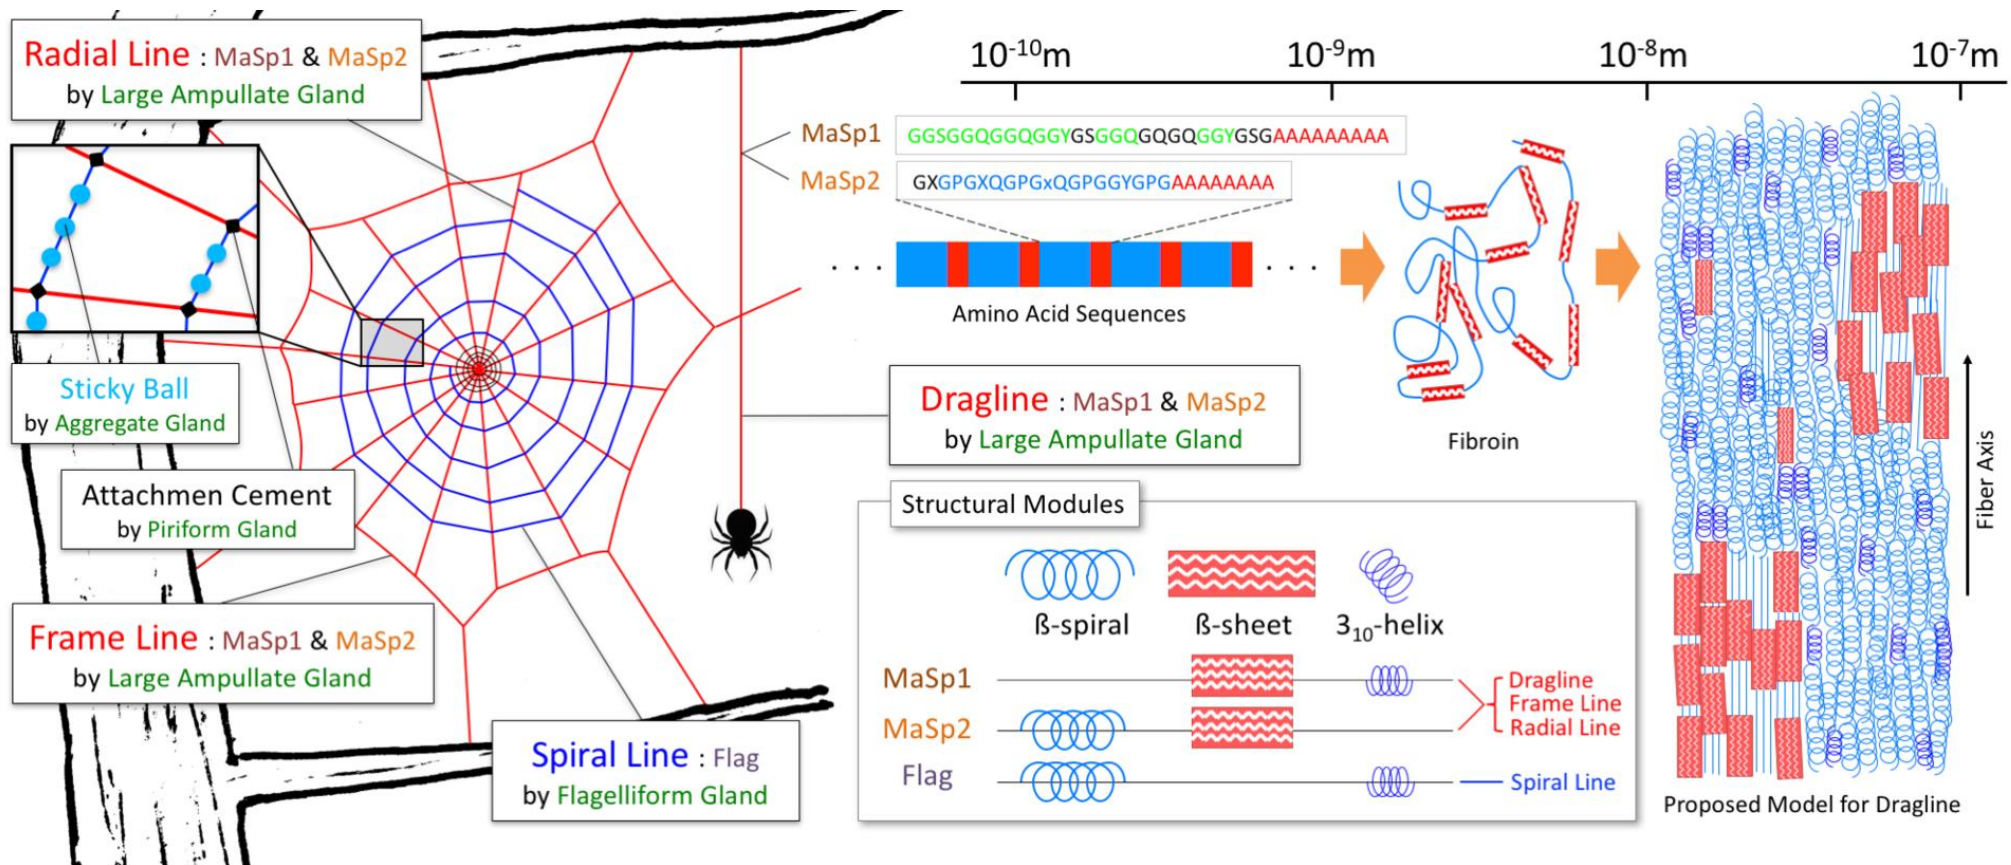 Radial Line : MaSp1 & MaSp2
by Large Ampullate Gland
Sticky Ball
by Aggregate Gland
Attachmen Cement
by Piriform Gland
Frame Line : MaSp1 & MaSp2
by Large Ampullate Gland
Spiral Line : Flag
by Flagelliform Gland
10⁻¹⁰m 10⁻⁹m 10⁻⁸m 10⁻⁷m
MaSp1 GGSGGQGGQGGYGSGGQGQGQGGYGSGAAAAAAAAA
MaSp2 GXGPGXQGPGxQGPGGYGPGAAAAAAAA
· · · · · ·
Amino Acid Sequences
Fibroin
Dragline : MaSp1 & MaSp2
by Large Ampullate Gland
Structural Modules
ß-spiral ß-sheet 3₁₀-helix
MaSp1
MaSp2
Flag
Dragline
Frame Line
Radial Line
Spiral Line
Fiber Axis
Proposed Model for Dragline